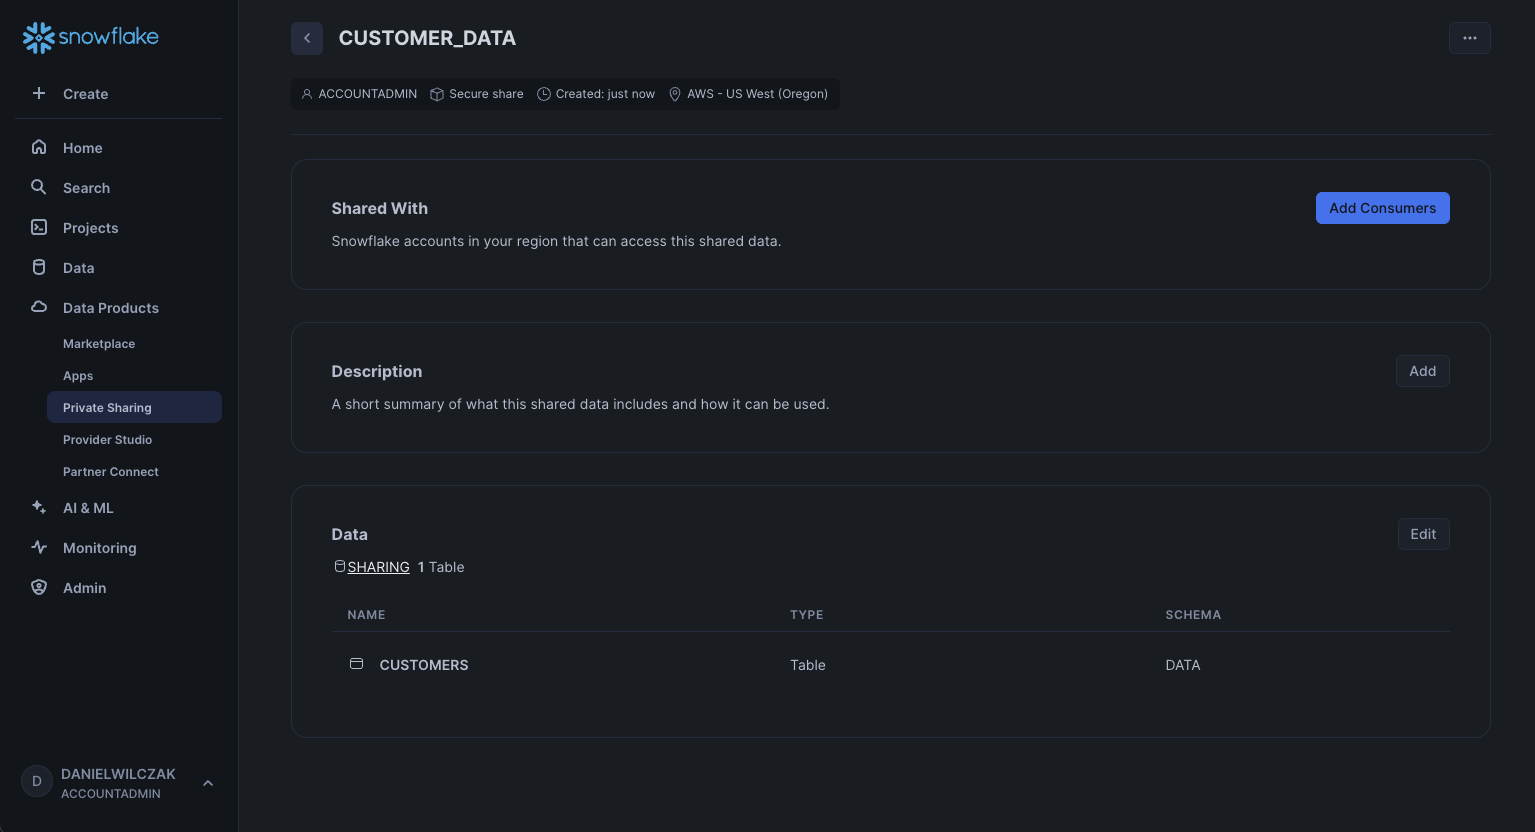 snowflake
Create
Home
Search
Projects
Data
Data Products
Marketplace
Apps
Private Sharing
Provider Studio
Partner Connect
AI & ML
Monitoring
Admin
D
DANIELWILCZAK
ACCOUNTADMIN
CUSTOMER_DATA
ACCOUNTADMIN Secure share Created: just now AWS - US West (Oregon)
Shared With
Add Consumers
Snowflake accounts in your region that can access this shared data.
Description
Add
A short summary of what this shared data includes and how it can be used.
Data
Edit
SHARING 1 Table
NAME TYPE SCHEMA
CUSTOMERS Table DATA